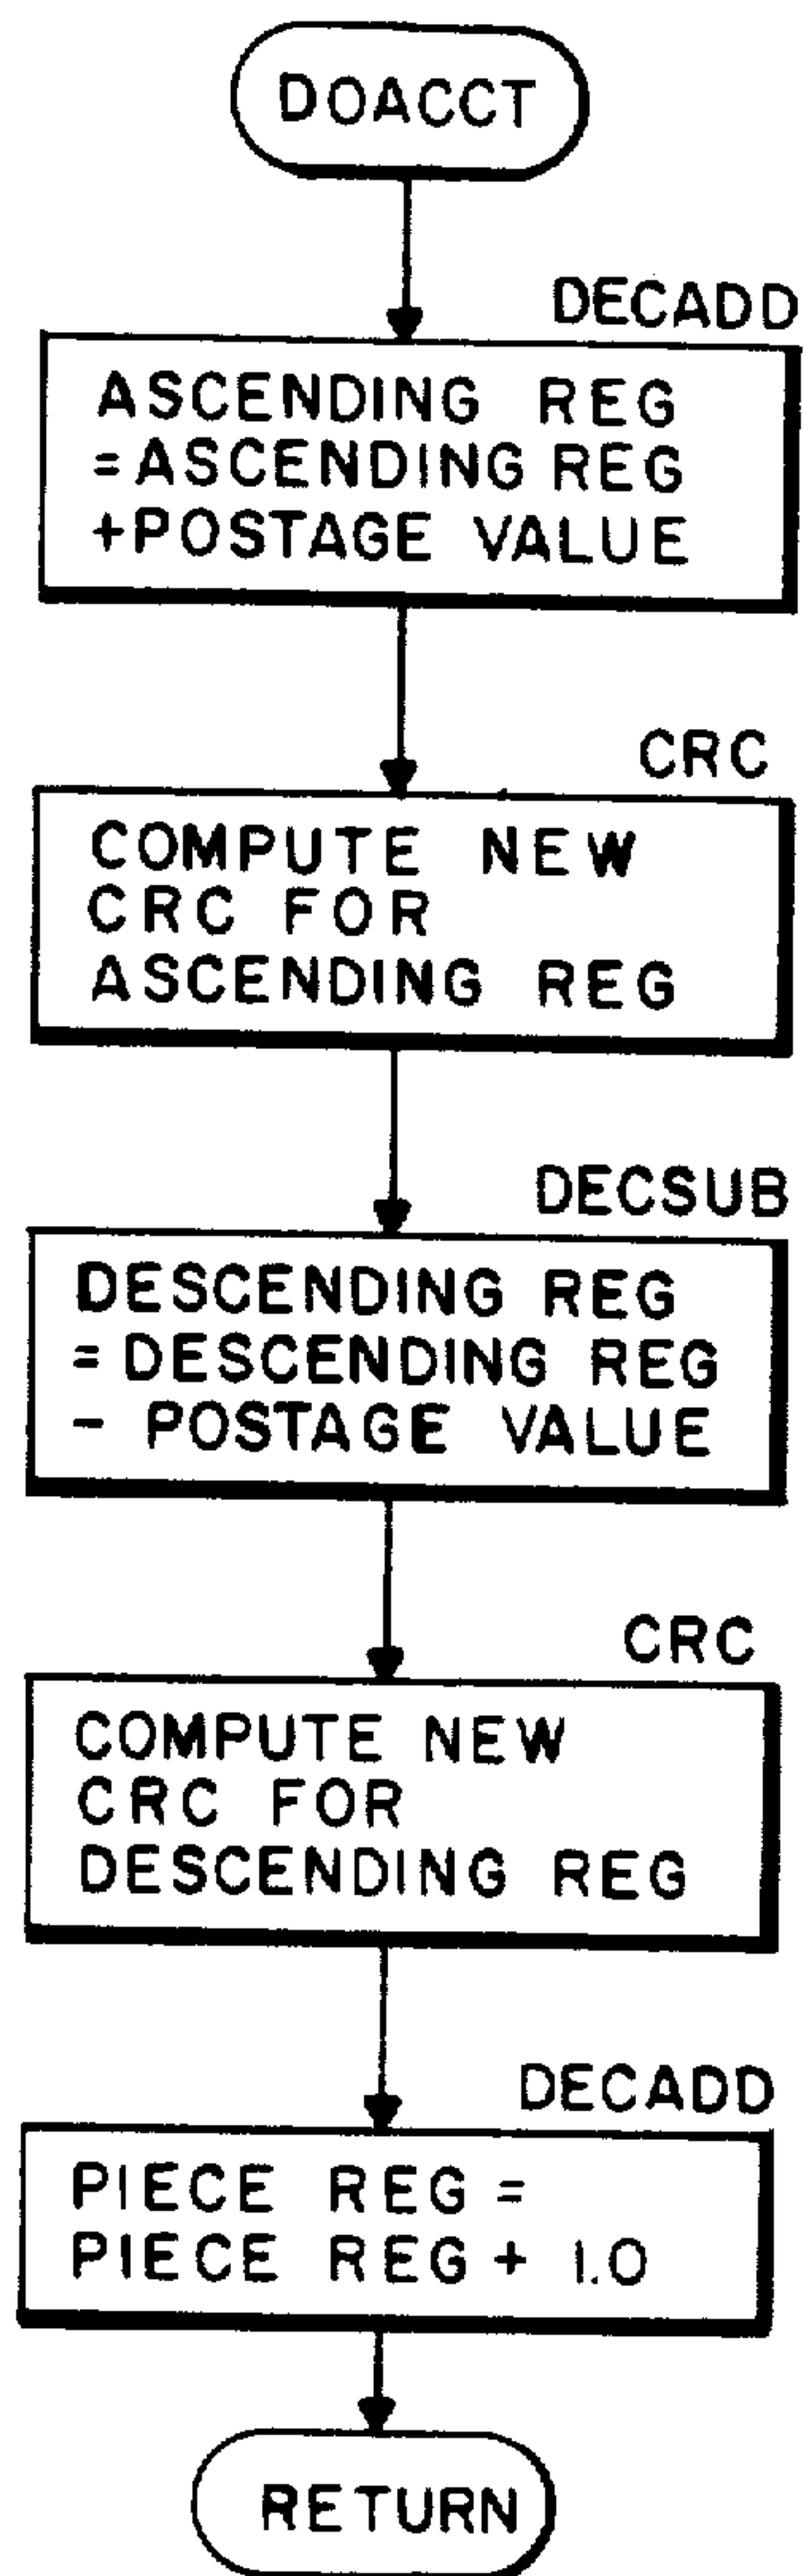 DOACCT
DECADD
ASCENDING REG
=ASCENDING REG
+POSTAGE VALUE
CRC
COMPUTE NEW
CRC FOR
ASCENDING REG
DECSUB
DESCENDING REG
= DESCENDING REG
- POSTAGE VALUE
CRC
COMPUTE NEW
CRC FOR
DESCENDING REG
DECADD
PIECE REG =
PIECE REG + 1.0
RETURN